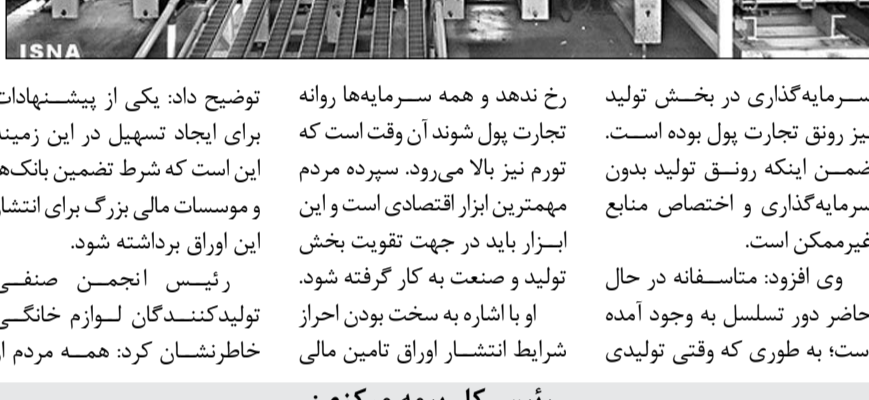 ISNA
سرمایه‌گذاری در بخش تولید
نیز رونق تجارت پول بوده است.
ضمن اینکه رونق تولید بدون
سرمایه‌گذاری و اختصاص منابع
غیرممکن است.
وی افزود: متاسفانه در حال
حاضر دور تسلسل به وجود آمده
است؛ به طوری که وقتی تولیدی
رخ ندهد و همه سرمایه‌ها روانه
تجارت پول شوند آن وقت است که
تورم نیز بالا می‌رود. سپرده مردم
مهمترین ابزار اقتصادی است و این
ابزار باید در جهت تقویت بخش
تولید و صنعت به کار گرفته شود.
او با اشاره به سخت بودن احراز
شرایط انتشار اوراق تامین مالی
توضیح داد: یکی از پیشنهادات
برای ایجاد تسهیل در این زمینه
این است که شرط تضمین بانک‌ها
و موسسات مالی بزرگ برای انتشار
این اوراق برداشته شود.
رئیس انجمن صنفی
تولیدکنندگان لوازم خانگی
خاطرنشان کرد: همه مردم از